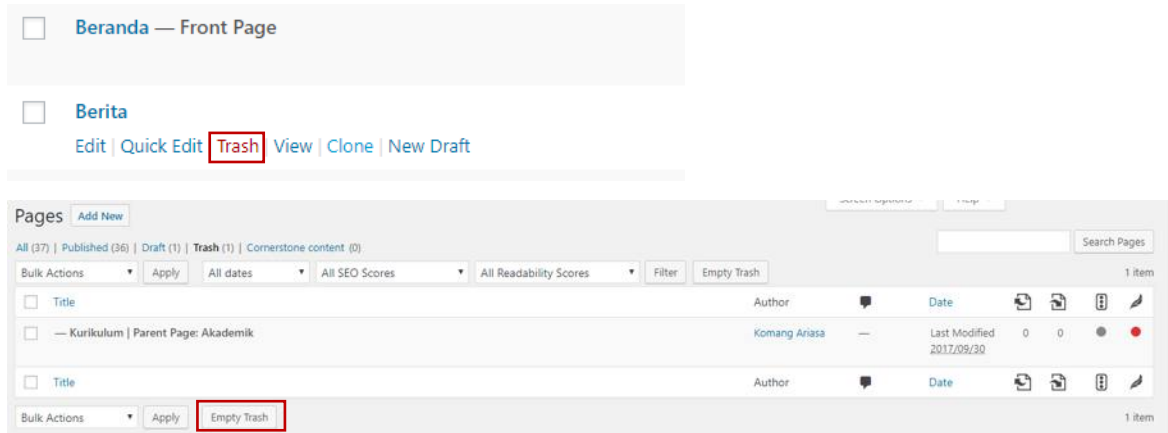 Beranda — Front Page
Berita
Edit | Quick Edit | Trash | View | Clone | New Draft
Screen Options Help
Pages Add New
All (37) | Published (36) | Draft (1) | Trash (1) | Cornerstone content (0) Search Pages
Bulk Actions Apply All dates All SEO Scores All Readability Scores Filter Empty Trash 1 item
Title Author Date
— Kurikulum | Parent Page: Akademik Komang Ariasa — Last Modified 0 0
2017/09/30
Title Author Date
Bulk Actions Apply Empty Trash 1 item